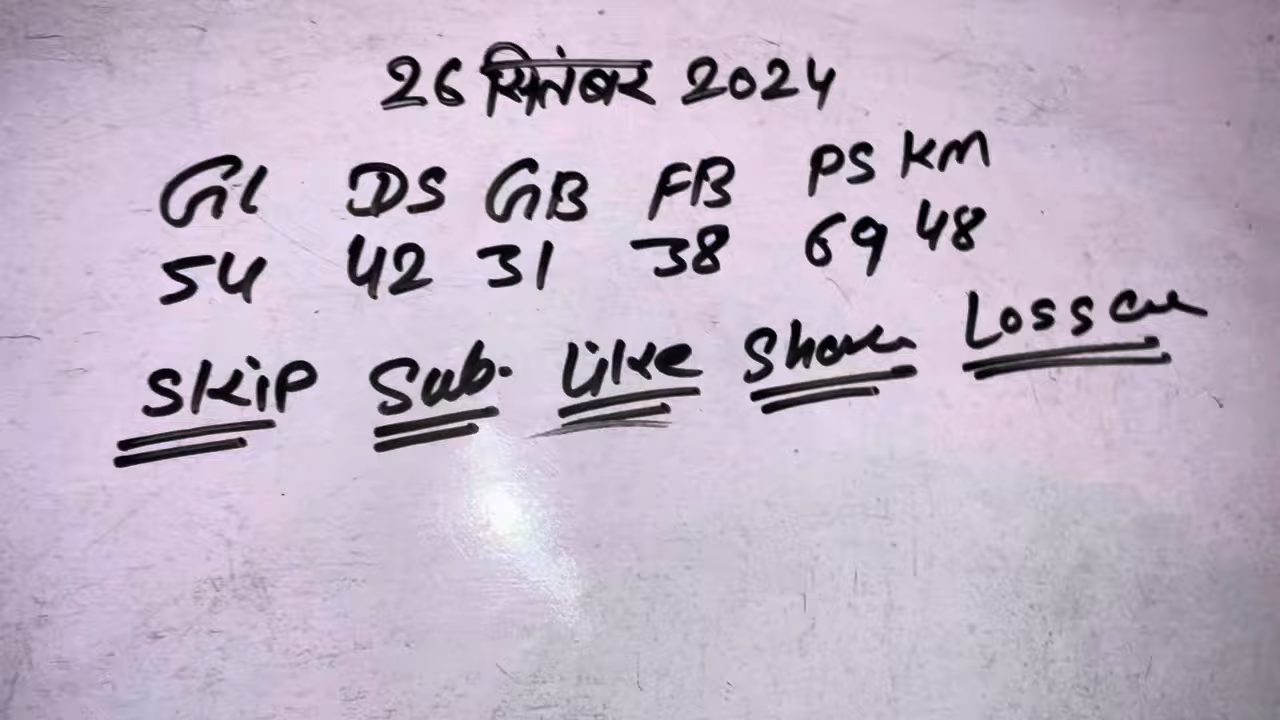 26 सितंबर 2024
GL DS GB FB PS KM
54 42 31 38 69 48
SKiP Sub. Like Share Loss